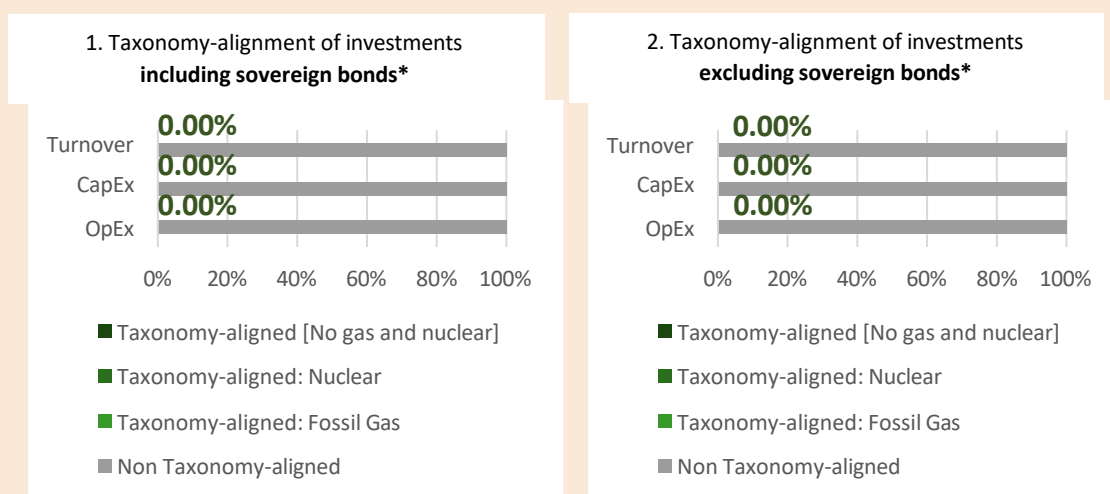 1. Taxonomy-alignment of investments
including sovereign bonds*
0.00%
Turnover
0.00%
CapEx
0.00%
OpEx
0% 20% 40% 60% 80% 100%
Taxonomy-aligned [No gas and nuclear]
Taxonomy-aligned: Nuclear
Taxonomy-aligned: Fossil Gas
Non Taxonomy-aligned
2. Taxonomy-alignment of investments
excluding sovereign bonds*
0.00%
Turnover
0.00%
CapEx
0.00%
OpEx
0% 20% 40% 60% 80% 100%
Taxonomy-aligned [No gas and nuclear]
Taxonomy-aligned: Nuclear
Taxonomy-aligned: Fossil Gas
Non Taxonomy-aligned